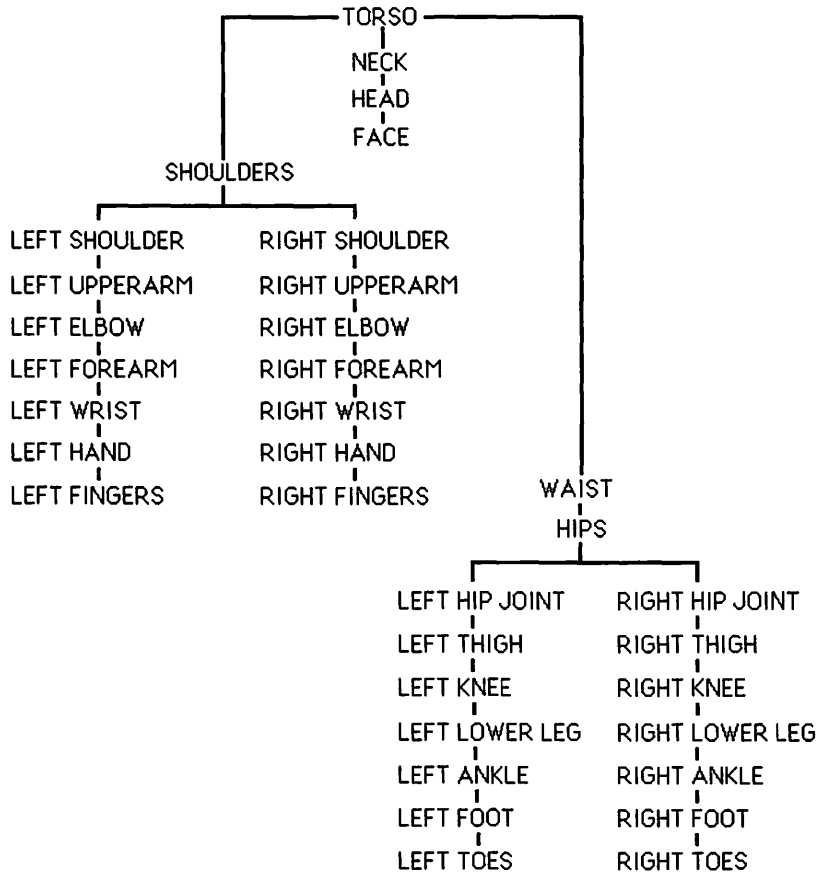 TORSO
NECK
HEAD
FACE
SHOULDERS
LEFT SHOULDER RIGHT SHOULDER
LEFT UPPERARM RIGHT UPPERARM
LEFT ELBOW RIGHT ELBOW
LEFT FOREARM RIGHT FOREARM
LEFT WRIST RIGHT WRIST
LEFT HAND RIGHT HAND
LEFT FINGERS RIGHT FINGERS
WAIST
HIPS
LEFT HIP JOINT RIGHT HIP JOINT
LEFT THIGH RIGHT THIGH
LEFT KNEE RIGHT KNEE
LEFT LOWER LEG RIGHT LOWER LEG
LEFT ANKLE RIGHT ANKLE
LEFT FOOT RIGHT FOOT
LEFT TOES RIGHT TOES